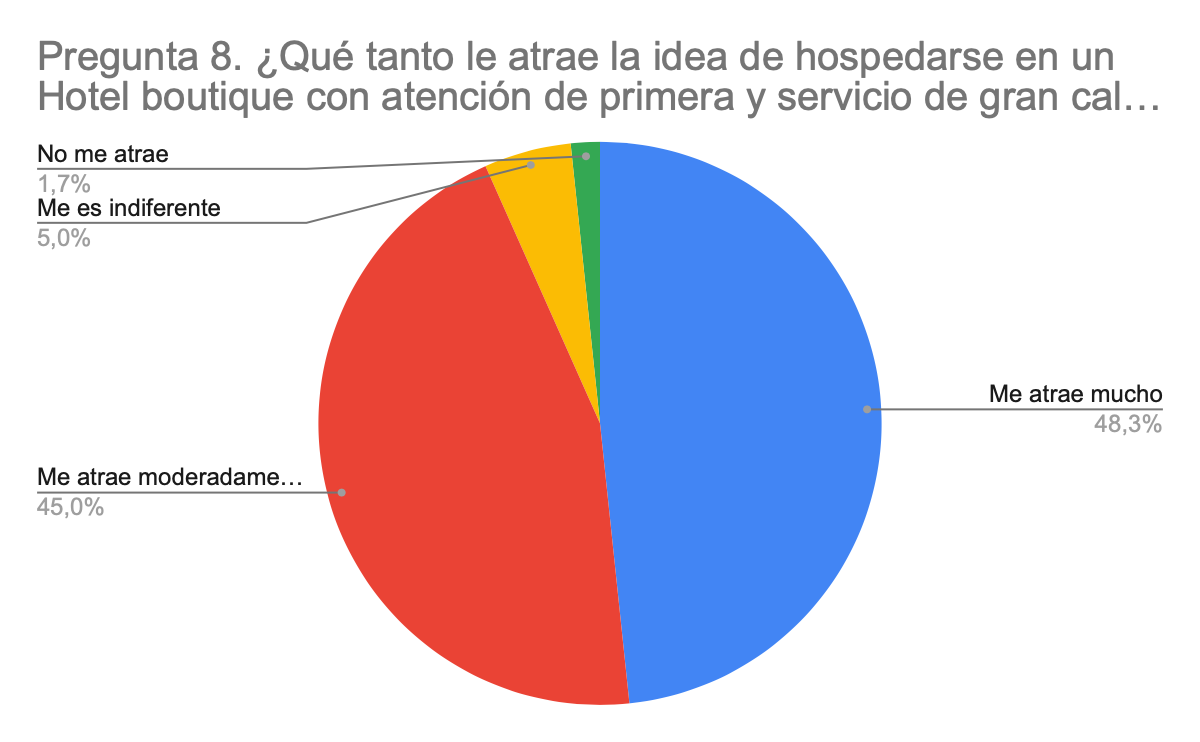 Pregunta 8. ¿Qué tanto le atrae la idea de hospedarse en un
Hotel boutique con atención de primera y servicio de gran cal…
No me atrae
1,7%
Me es indiferente
5,0%
Me atrae mucho
48,3%
Me atrae moderadame…
45,0%